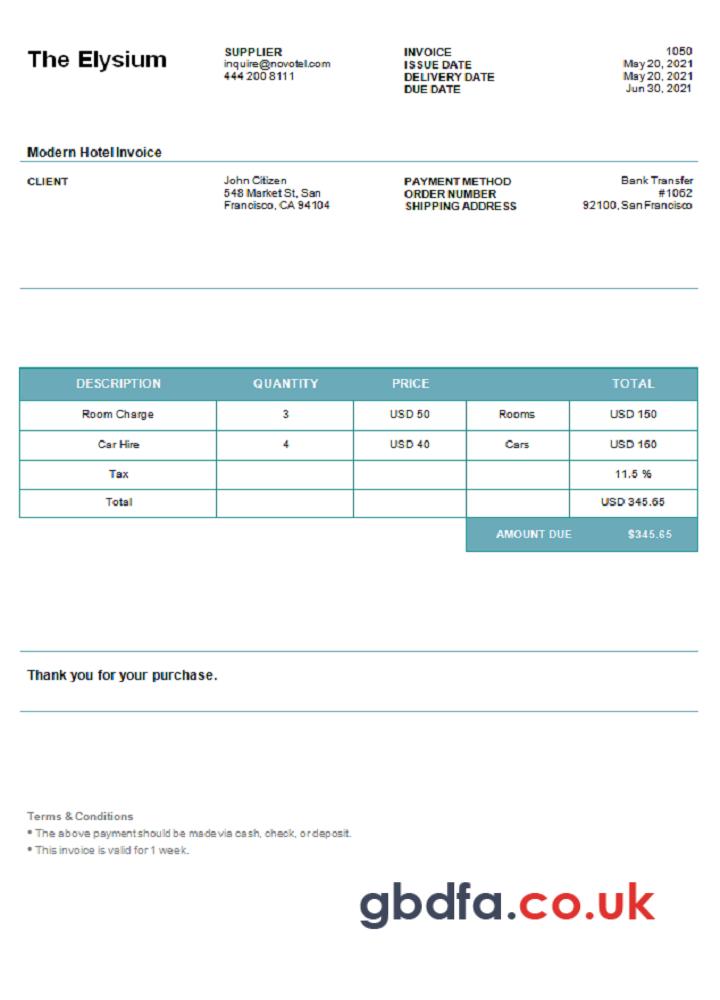 The Elysium
SUPPLIER
inquire@novotel.com
444 200 8111
INVOICE 1050
ISSUE DATE May 20, 2021
DELIVERY DATE May 20, 2021
DUE DATE Jun 30, 2021
Modern Hotel Invoice
CLIENT
John Citizen
548 Market St, San
Francisco, CA 94104
PAYMENT METHOD Bank Transfer
ORDER NUMBER #1062
SHIPPING ADDRESS 92100, San Francisco
DESCRIPTION QUANTITY PRICE TOTAL
Room Charge 3 USD 50 Rooms USD 150
Car Hire 4 USD 40 Cars USD 160
Tax 11.5 %
Total USD 345.65
AMOUNT DUE $345.65
Thank you for your purchase.
Terms & Conditions
• The above payment should be made via cash, check, or deposit.
• This invoice is valid for 1 week.
gbdfa.co.uk